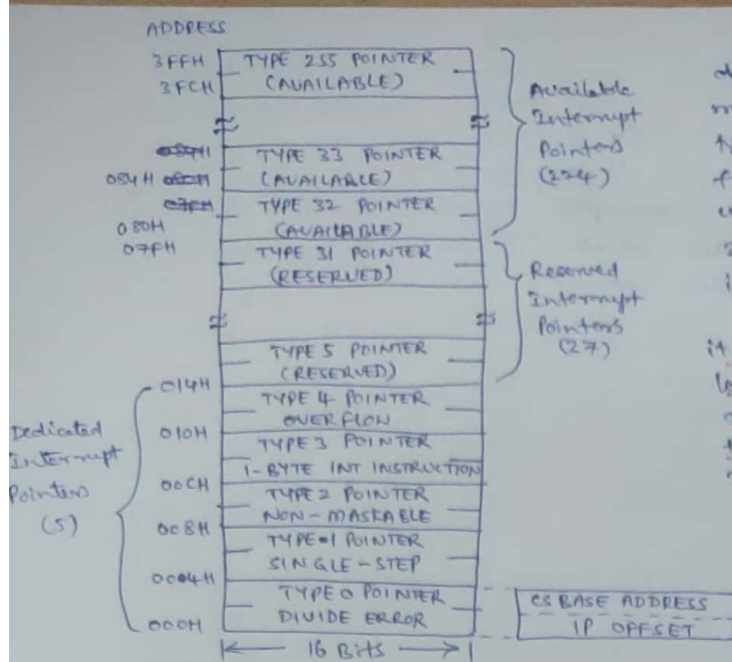 ADDRESS
3FFH TYPE 255 POINTER
3FCH (AVAILABLE)
Available
Interrupt
Pointers
(224)
TYPE 33 POINTER
084H (AVAILABLE)
TYPE 32 POINTER
080H (AVAILABLE)
07FH TYPE 31 POINTER
(RESERVED)
Reserved
Interrupt
Pointers
(27)
TYPE 5 POINTER
(RESERVED)
014H
TYPE 4 POINTER
OVERFLOW
010H
TYPE 3 POINTER
1-BYTE INT INSTRUCTION
00CH
TYPE 2 POINTER
NON-MASKABLE
008H
TYPE 1 POINTER
SINGLE-STEP
0004H
TYPE 0 POINTER
DIVIDE ERROR
000H
Dedicated
Interrupt
Pointers
(5)
CS BASE ADDRESS
IP OFFSET
16 Bits
it